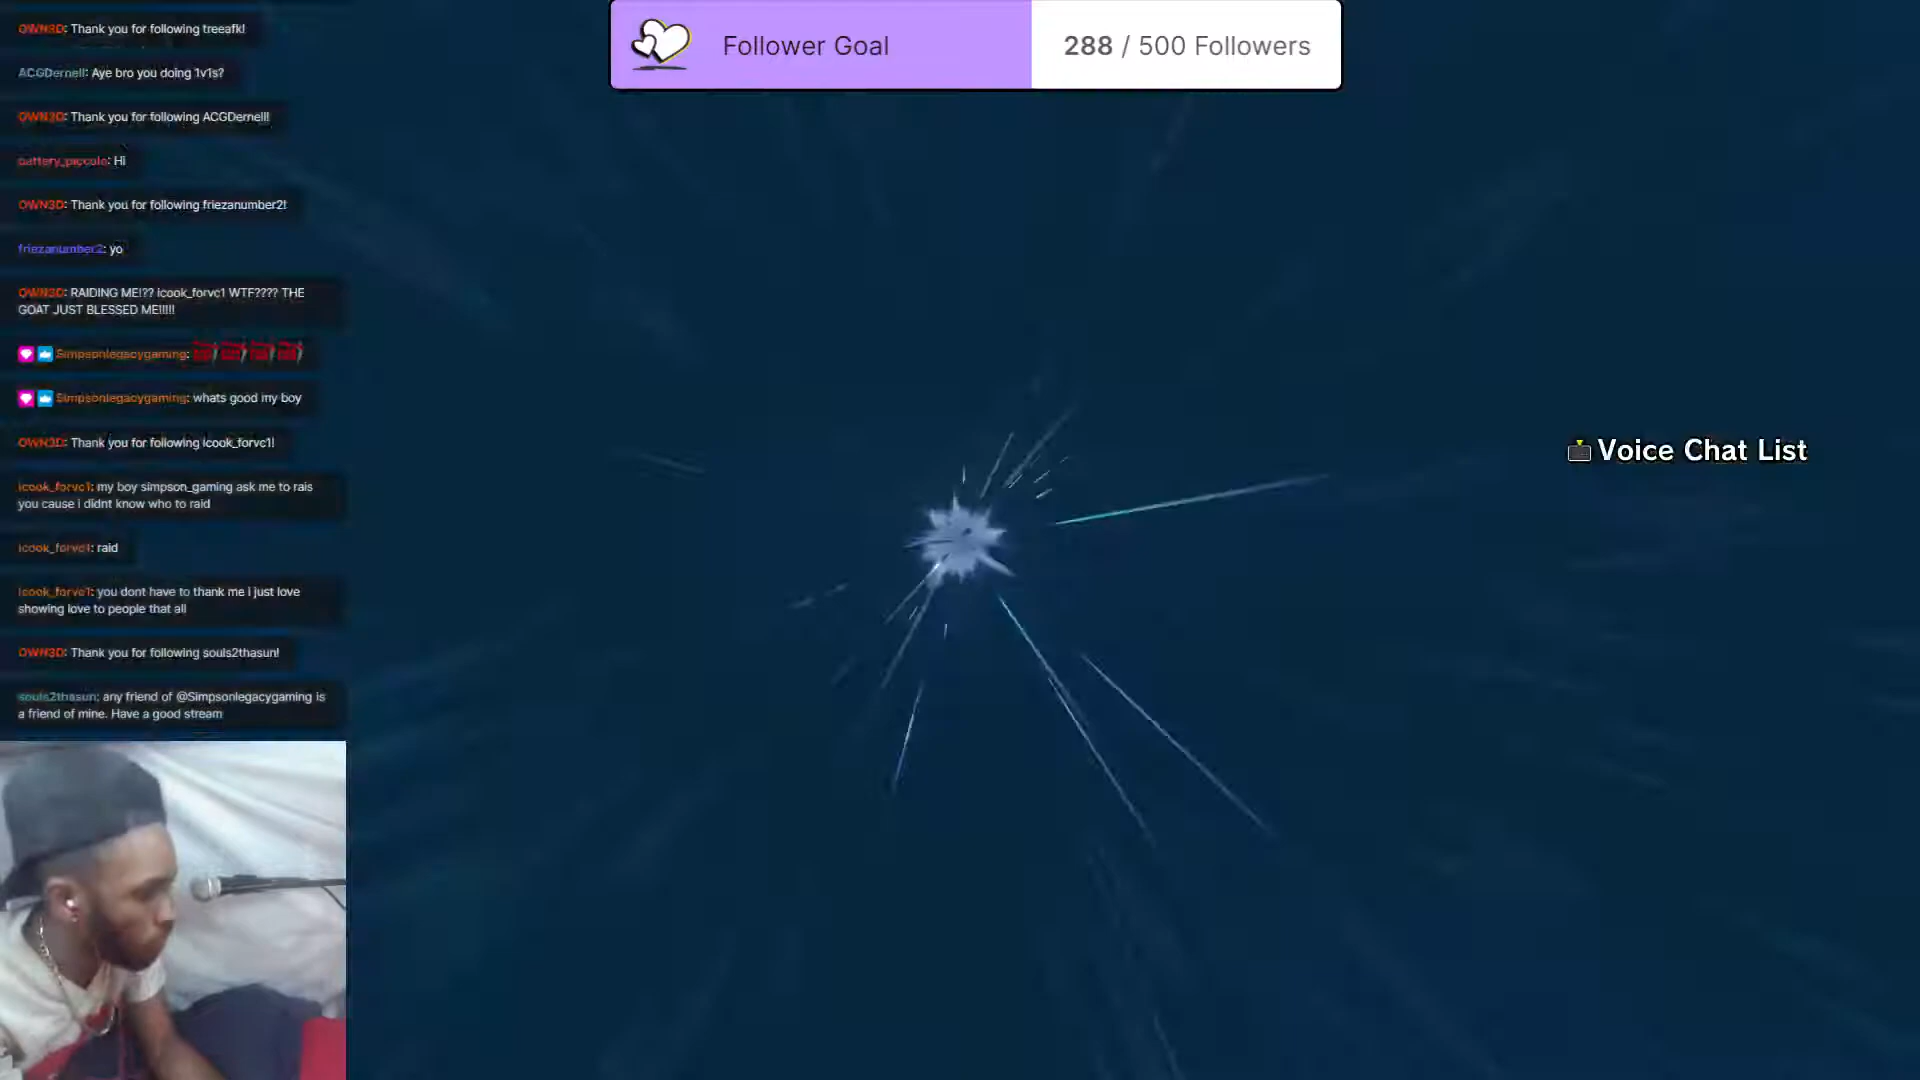 OWN3D: Thank you for following treeafk!
ACGDernell: Aye bro you doing 1v1s?
OWN3D: Thank you for following ACGDernell!
battery_piccolo: Hi
OWN3D: Thank you for following friezanumber2!
friezanumber2: yo
OWN3D: RAIDING ME!?? icook_forvc1 WTF???? THE
GOAT JUST BLESSED ME!!!!!
Simpsonlegacygaming:
Simpsonlegacygaming: whats good my boy
OWN3D: Thank you for following icook_forvc1!
icook_forvc1: my boy simpson_gaming ask me to rais
you cause i didnt know who to raid
icook_forvc1: raid
icook_forvc1: you dont have to thank me i just love
showing love to people that all
OWN3D: Thank you for following souls2thasun!
souls2thasun: any friend of @Simpsonlegacygaming is
a friend of mine. Have a good stream
Follower Goal
288 / 500 Followers
Voice Chat List